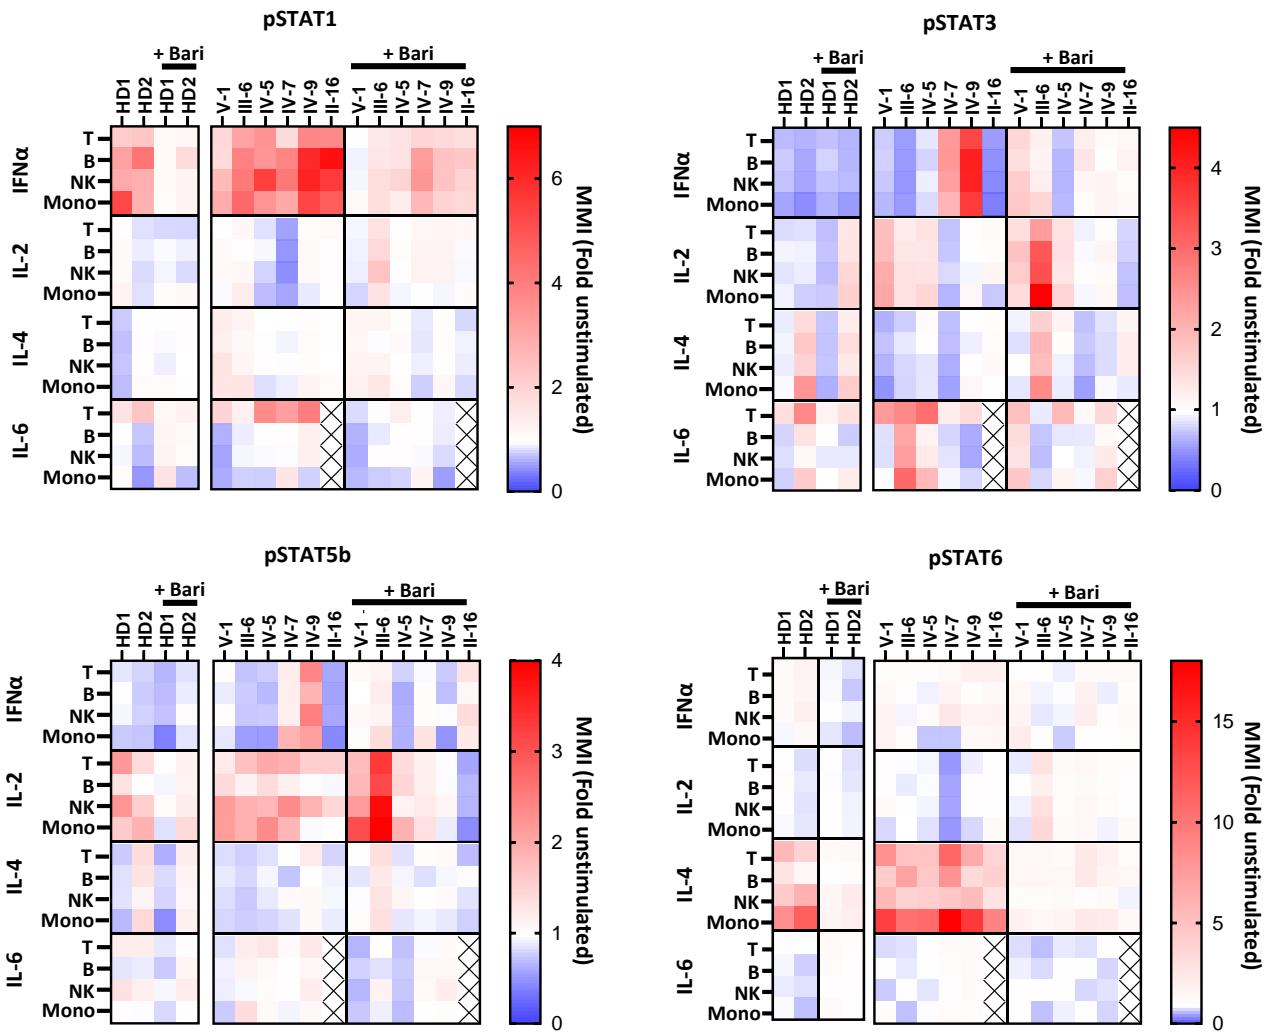 pSTAT1
+ Bari
+ Bari
HD1 HD2 HD1 HD2 V-1 III-6 IV-5 IV-7 IV-9 II-16 V-1 III-6 IV-5 IV-7 IV-9 II-16
IFNα
T
B
NK
Mono
IL-2
T
B
NK
Mono
IL-4
T
B
NK
Mono
IL-6
T
B
NK
Mono
6
4
2
0
MMI (Fold unstimulated)
pSTAT3
+ Bari
+ Bari
HD1 HD2 HD1 HD2 V-1 III-6 IV-5 IV-7 IV-9 II-16 V-1 III-6 IV-5 IV-7 IV-9 II-16
IFNα
T
B
NK
Mono
IL-2
T
B
NK
Mono
IL-4
T
B
NK
Mono
IL-6
T
B
NK
Mono
4
3
2
1
0
MMI (Fold unstimulated)
pSTAT5b
+ Bari
+ Bari
HD1 HD2 HD1 HD2 V-1 III-6 IV-5 IV-7 IV-9 II-16 V-1 III-6 IV-5 IV-7 IV-9 II-16
IFNα
T
B
NK
Mono
IL-2
T
B
NK
Mono
IL-4
T
B
NK
Mono
IL-6
T
B
NK
Mono
4
3
2
1
0
MMI (Fold unstimulated)
pSTAT6
+ Bari
+ Bari
HD1 HD2 HD1 HD2 V-1 III-6 IV-5 IV-7 IV-9 II-16 V-1 III-6 IV-5 IV-7 IV-9 II-16
IFNα
T
B
NK
Mono
IL-2
T
B
NK
Mono
IL-4
T
B
NK
Mono
IL-6
T
B
NK
Mono
15
10
5
0
MMI (Fold unstimulated)